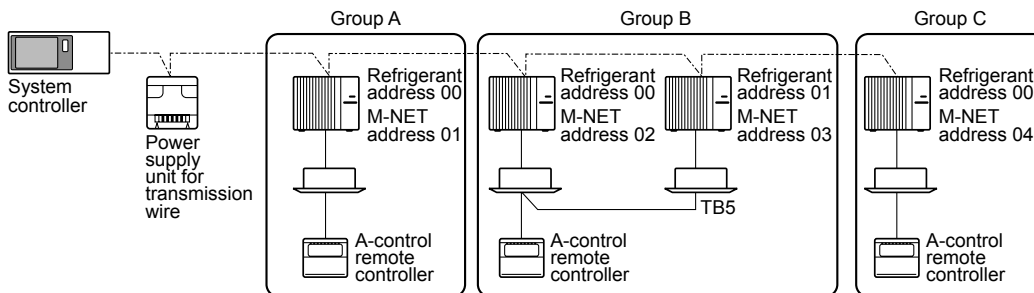 Group A
Group B
Group C
System
controller
Power
supply
unit for
transmission
wire
Refrigerant
address 00
M-NET
address 01
A-control
remote
controller
Refrigerant
address 00
M-NET
address 02
A-control
remote
controller
Refrigerant
address 01
M-NET
address 03
TB5
Refrigerant
address 00
M-NET
address 04
A-control
remote
controller